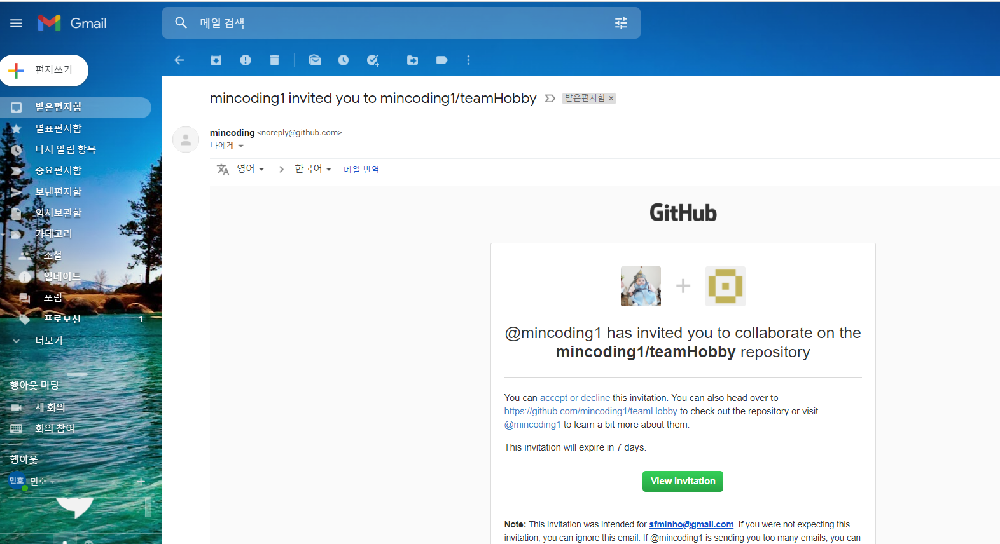 Gmail
메일 검색
편지쓰기
받은편지함
별표편지함
다시 알림 항목
중요편지함
보낸편지함
임시보관함
카테고리
소셜
업데이트 1
포럼
프로모션 1
더보기
행아웃 미팅
새 회의
회의 참여
행아웃
민호 민호
mincoding1 invited you to mincoding1/teamHobby 받은편지함 ×
mincoding <noreply@github.com>
나에게
영어 > 한국어 메일 번역
GitHub
@mincoding1 has invited you to collaborate on the
mincoding1/teamHobby repository
You can accept or decline this invitation. You can also head over to
https://github.com/mincoding1/teamHobby to check out the repository or visit
@mincoding1 to learn a bit more about them.
This invitation will expire in 7 days.
View invitation
Note: This invitation was intended for sfminho@gmail.com. If you were not expecting this
invitation, you can ignore this email. If @mincoding1 is sending you too many emails, you can